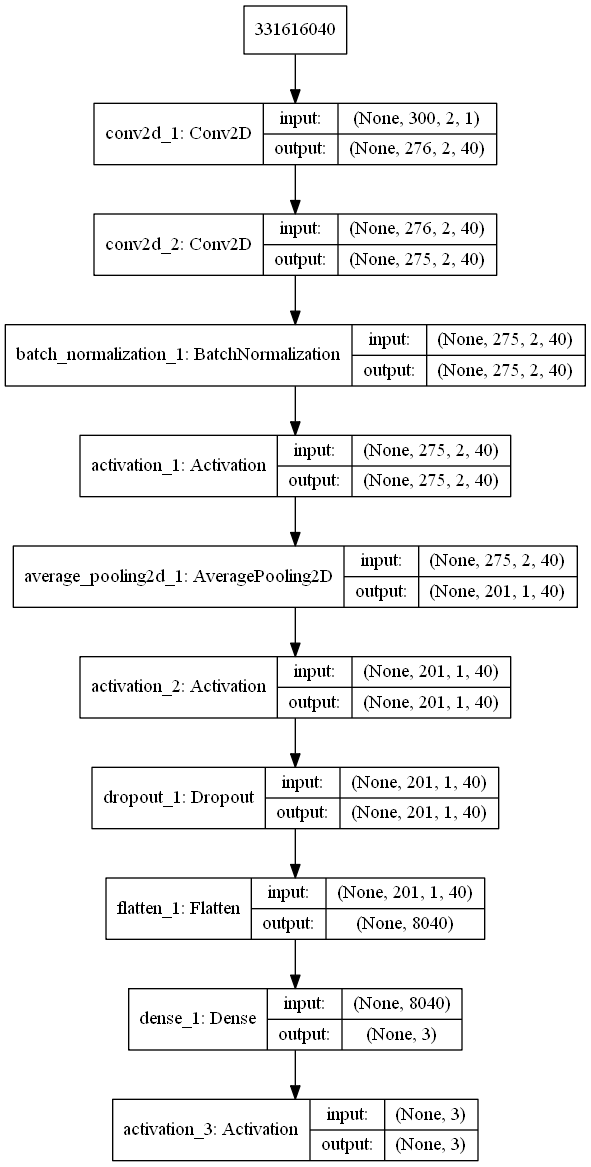 331616040
conv2d_1: Conv2D
input:
(None, 300, 2, 1)
output:
(None, 276, 2, 40)
conv2d_2: Conv2D
input:
(None, 276, 2, 40)
output:
(None, 275, 2, 40)
batch_normalization_1: BatchNormalization
input:
(None, 275, 2, 40)
output:
(None, 275, 2, 40)
activation_1: Activation
input:
(None, 275, 2, 40)
output:
(None, 275, 2, 40)
average_pooling2d_1: AveragePooling2D
input:
(None, 275, 2, 40)
output:
(None, 201, 1, 40)
activation_2: Activation
input:
(None, 201, 1, 40)
output:
(None, 201, 1, 40)
dropout_1: Dropout
input:
(None, 201, 1, 40)
output:
(None, 201, 1, 40)
flatten_1: Flatten
input:
(None, 201, 1, 40)
output:
(None, 8040)
dense_1: Dense
input:
(None, 8040)
output:
(None, 3)
activation_3: Activation
input:
(None, 3)
output:
(None, 3)